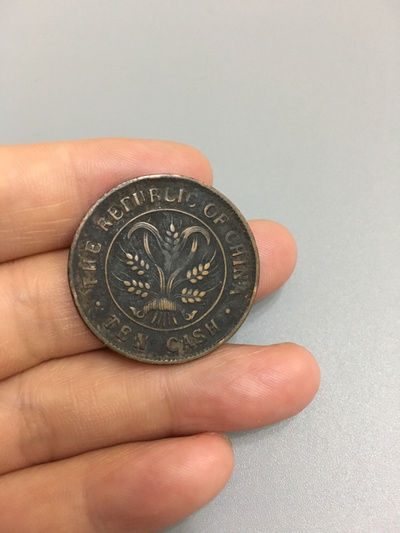 THE REPUBLIC OF CHINA
TEN CASH